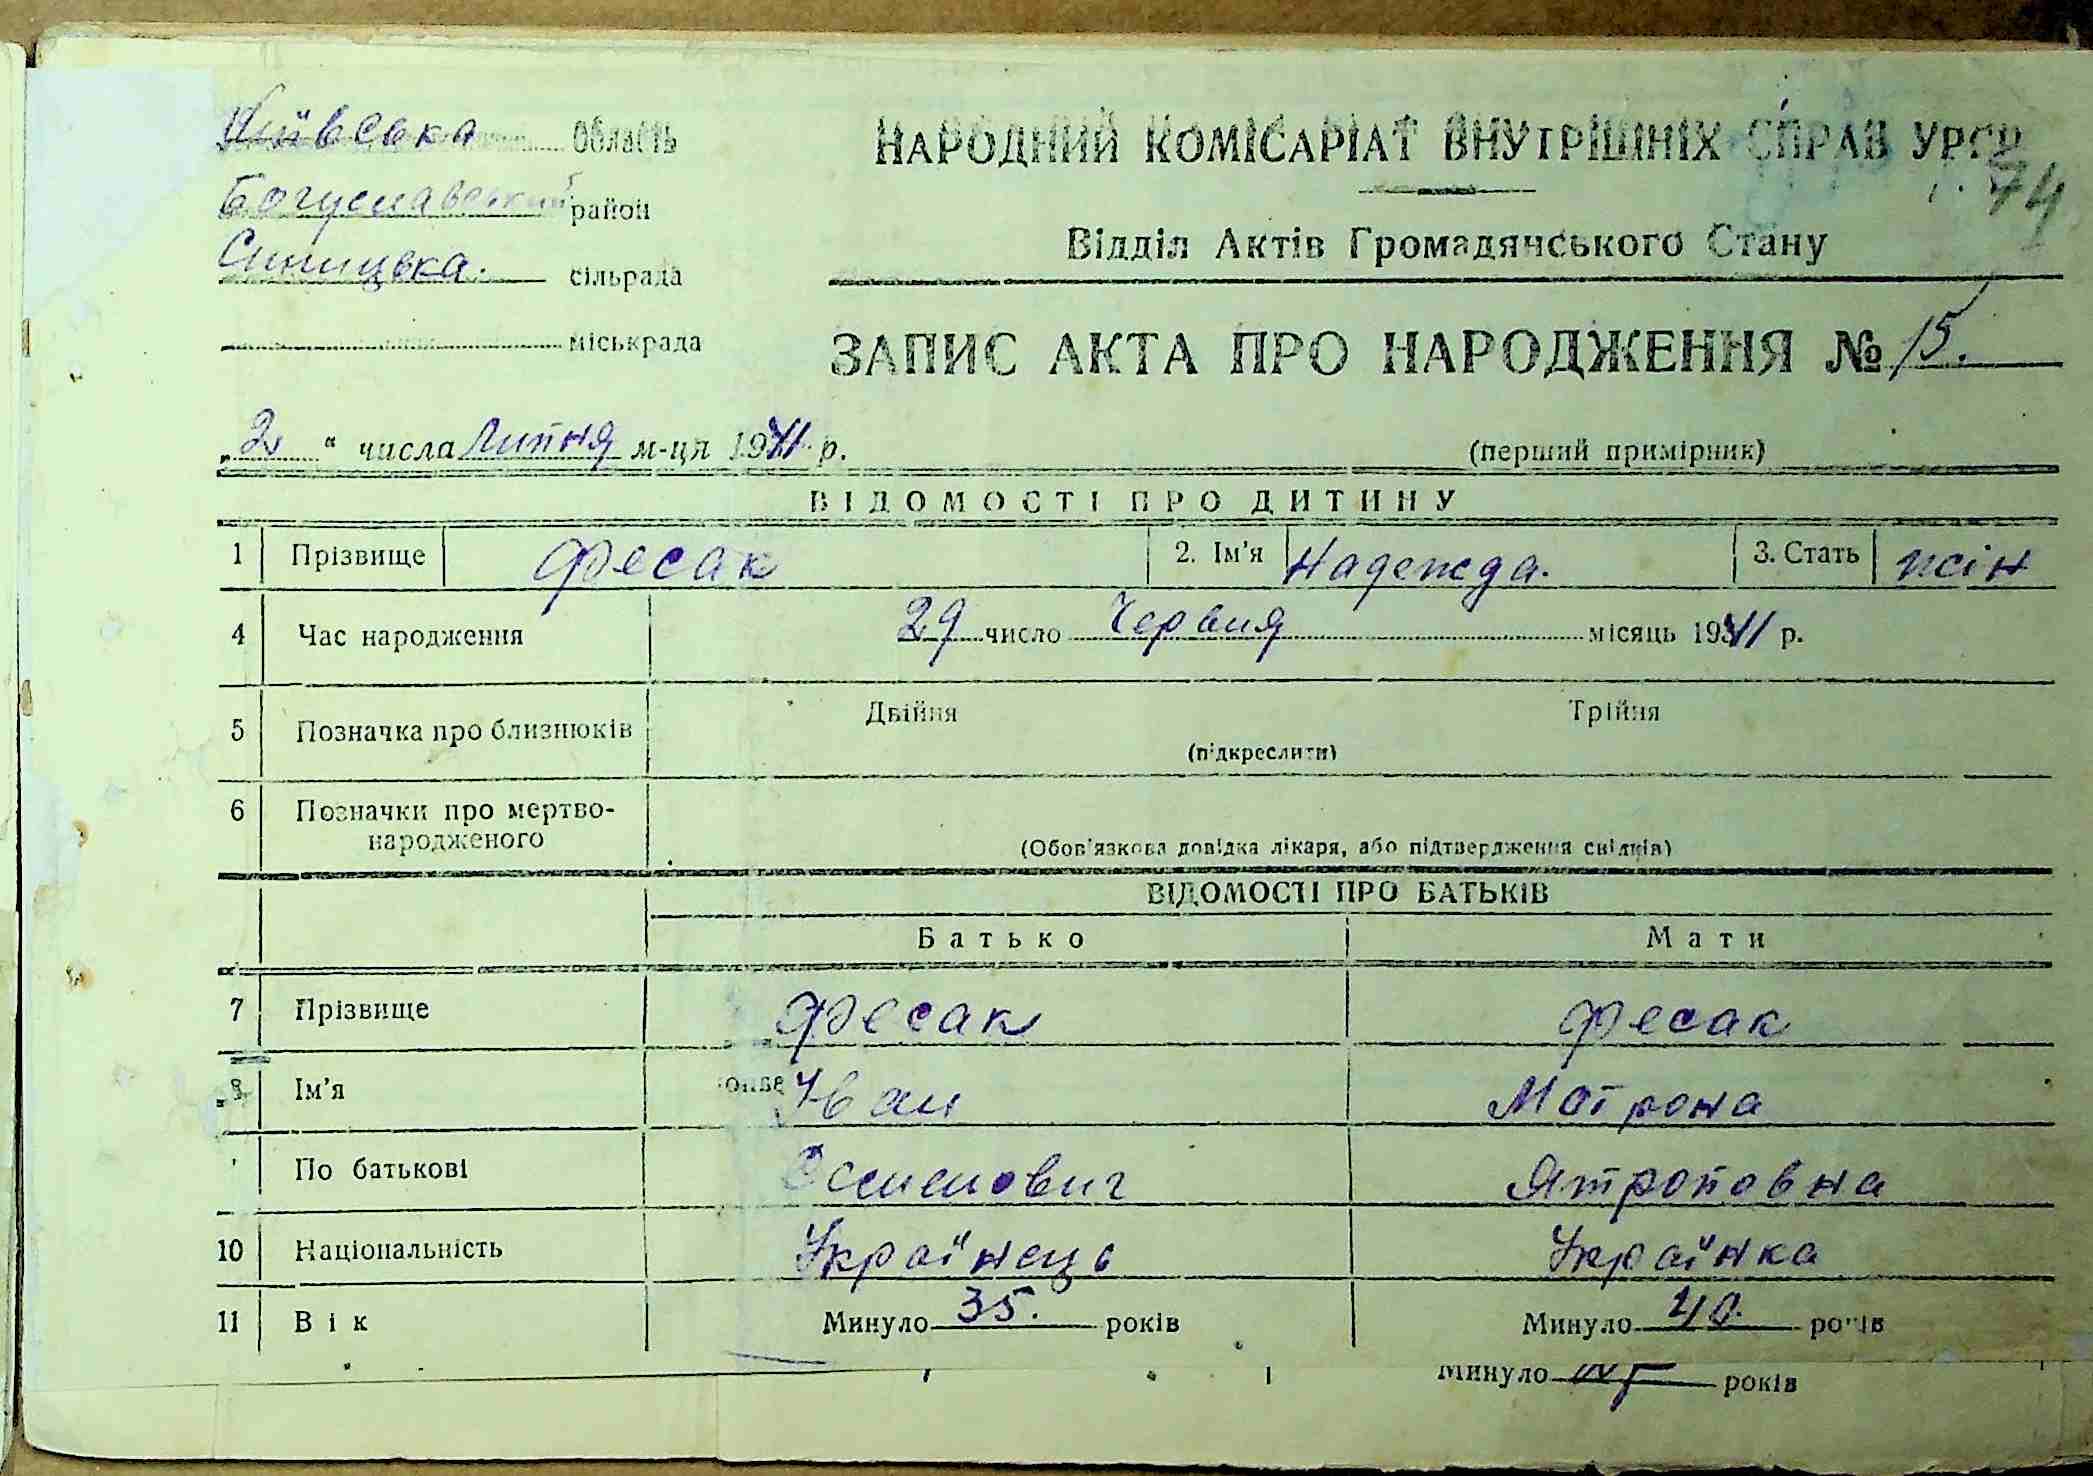 Київська область
Богуславський район
Синицька. сільрада
міськрада
НАРОДНИЙ КОМІСАРІАТ ВНУТРІШНІХ СПРАВ УРСР
74
Відділ Актів Громадянського Стану
ЗАПИС АКТА ПРО НАРОДЖЕННЯ № 15.
„2“ числа Липня м-ця 1941 р.
(перший примірник)
ВІДОМОСТІ ПРО ДИТИНУ
1 Прізвище Фесак 2. Ім'я Надежда. 3. Стать жін
4 Час народження 29 число Червня місяць 1941 р.
5 Позначка про близнюків Двійня Трійня
(підкреслити)
6 Позначки про мертво-
народженого
(Обов'язкова довідка лікаря, або підтвердження свідків)
ВІДОМОСТІ ПРО БАТЬКІВ
Батько Мати
7 Прізвище Фесак Фесак
8 Ім'я Іван Мотрона
По батькові
10 Національність Українець Українка
11 Вік Минуло 35. років Минуло 40. років
Минуло років